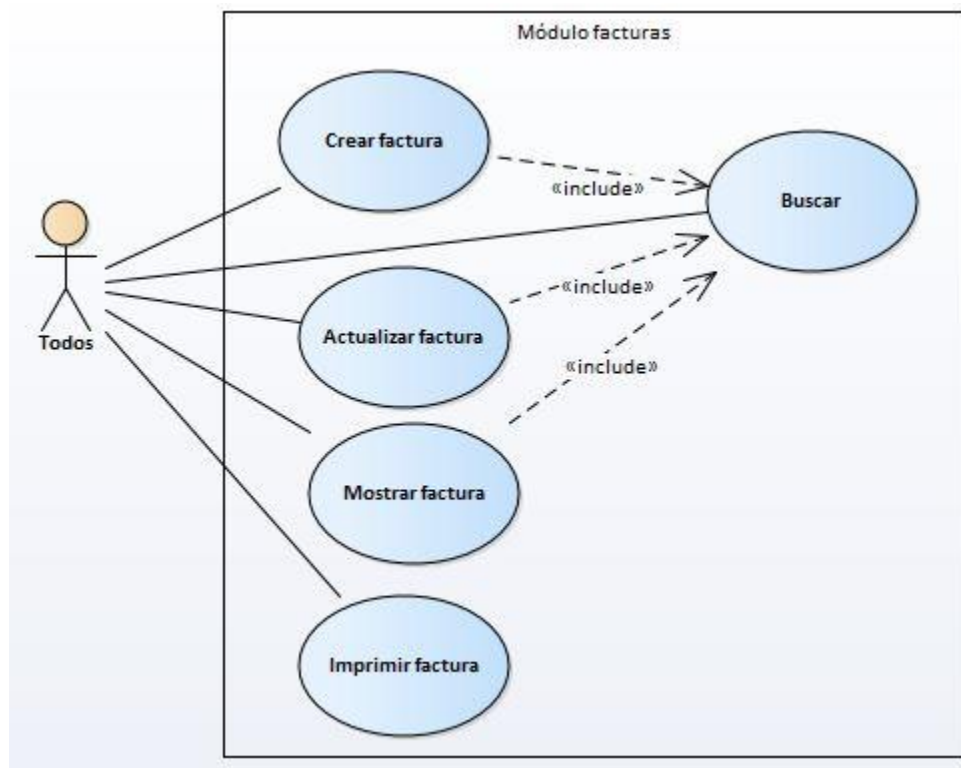 Módulo facturas
Crear factura
«include»
Buscar
«include»
Todos
Actualizar factura
«include»
Mostrar factura
Imprimir factura